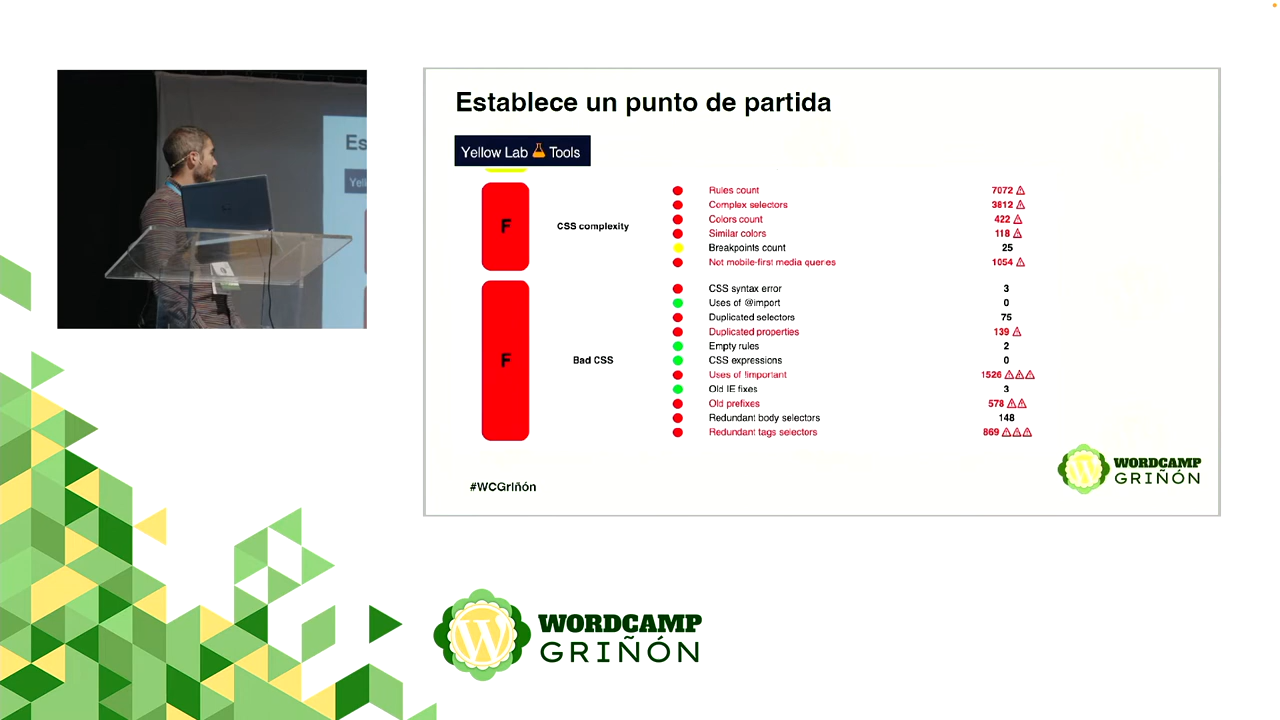 Establece un punto de partida
Yellow Lab Tools
F
CSS complexity
Rules count 7072
Complex selectors 3812
Colors count 422
Similar colors 118
Breakpoints count 25
Not mobile-first media queries 1054
F
Bad CSS
CSS syntax error 3
Uses of @import 0
Duplicated selectors 75
Duplicated properties 139
Empty rules 2
CSS expressions 0
Uses of !important 1526
Old IE fixes 3
Old prefixes 578
Redundant body selectors 148
Redundant tags selectors 869
#WCGriñón
WORDCAMP
GRIÑÓN
Es
Yell
WORDCAMP
GRIÑÓN